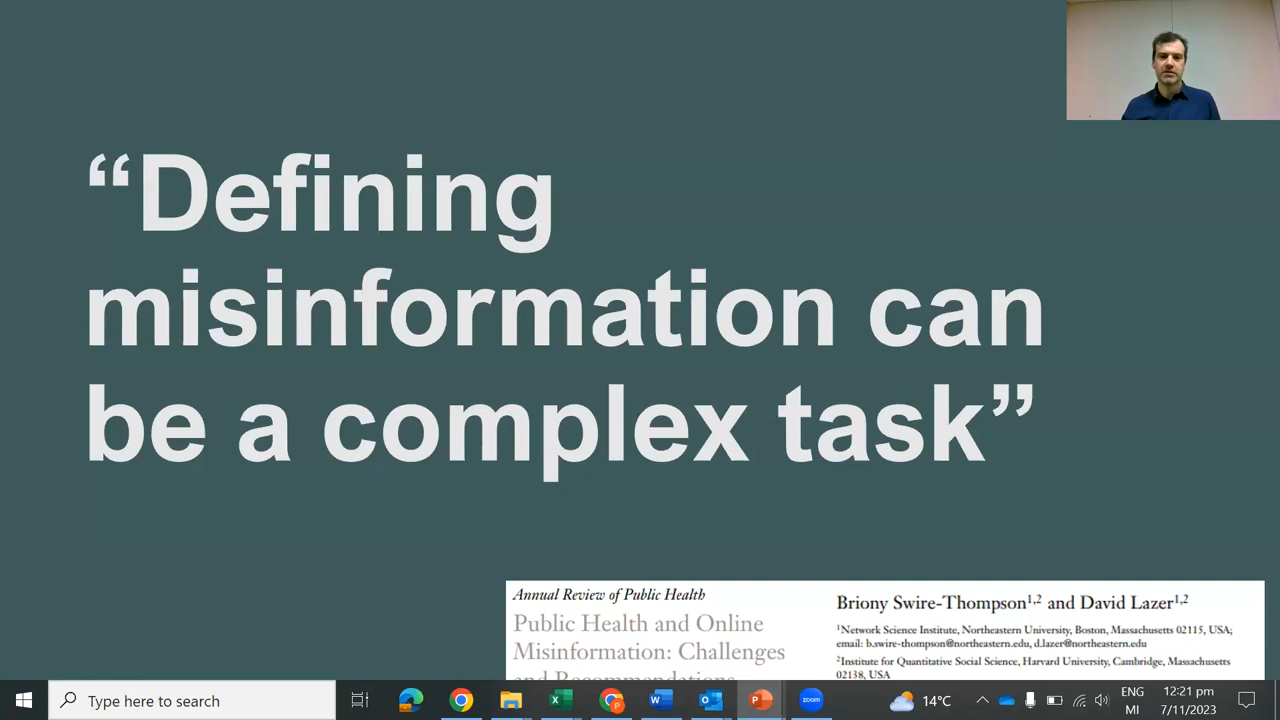 “Defining
misinformation can
be a complex task”
Annual Review of Public Health
Public Health and Online
Misinformation: Challenges
and Recommendations
Briony Swire-Thompson1,2 and David Lazer1,2
1Network Science Institute, Northeastern University, Boston, Massachusetts 02115, USA;
email: b.swire-thompson@northeastern.edu, d.lazer@northeastern.edu
2Institute for Quantitative Social Science, Harvard University, Cambridge, Massachusetts
02138, USA
Type here to search
zoom
14°C
ENG
MI
12:21 pm
7/11/2023